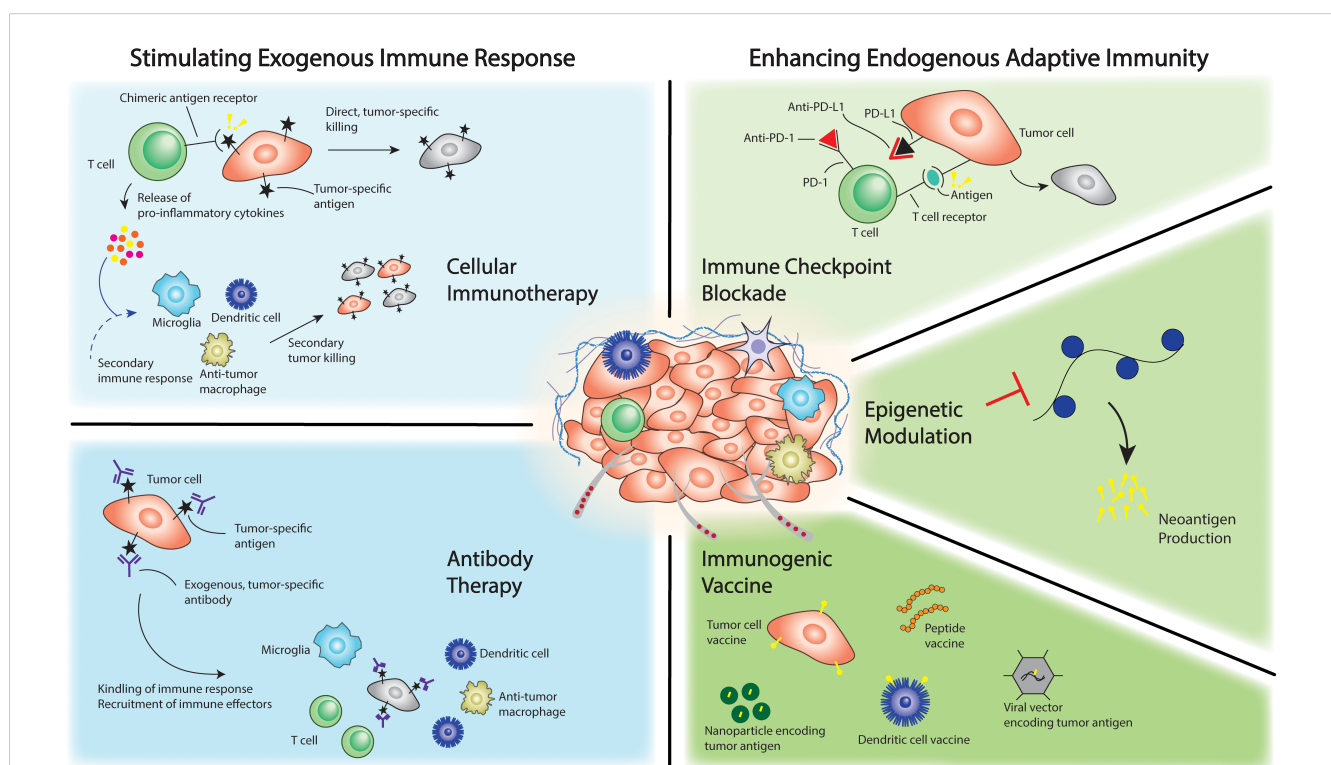 Stimulating Exogenous Immune Response
Enhancing Endogenous Adaptive Immunity
Chimeric antigen receptor
T cell
Direct, tumor-specific
killing
Tumor-specific
antigen
Release of
pro-inflammatory cytokines
Cellular
Immunotherapy
Microglia
Dendritic cell
Secondary
immune response
Anti-tumor
macrophage
Secondary
tumor killing
Anti-PD-L1
PD-L1
Anti-PD-1
Tumor cell
PD-1
Antigen
T cell receptor
T cell
Immune Checkpoint
Blockade
Epigenetic
Modulation
Neoantigen
Production
Tumor cell
Tumor-specific
antigen
Exogenous, tumor-specific
antibody
Antibody
Therapy
Kindling of immune response
Recruitment of immune effectors
Microglia
Dendritic cell
Anti-tumor
macrophage
T cell
Immunogenic
Vaccine
Tumor cell
vaccine
Peptide
vaccine
Nanoparticle encoding
tumor antigen
Dendritic cell vaccine
Viral vector
encoding tumor antigen